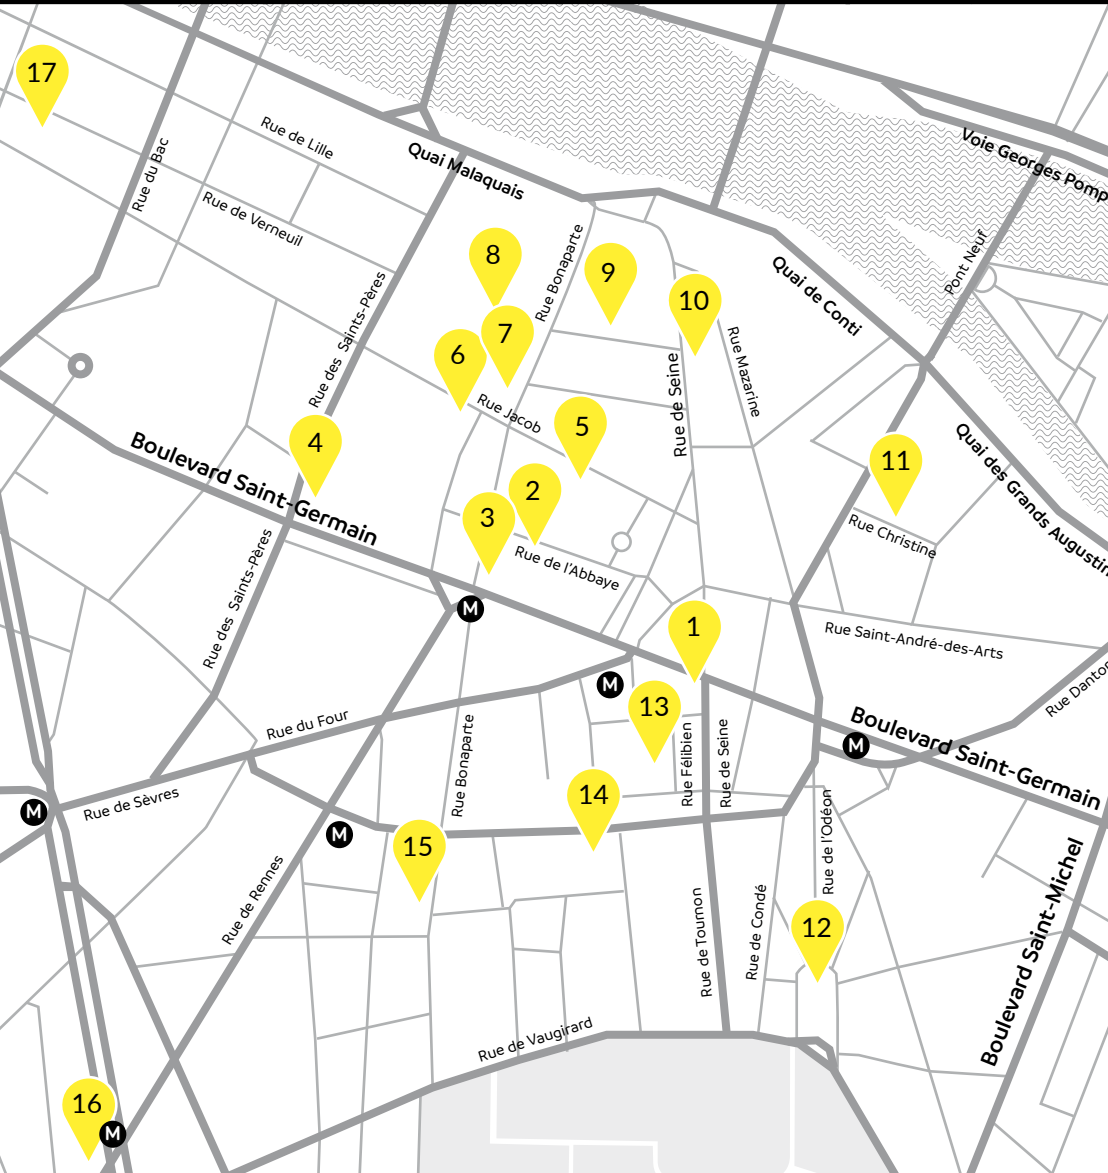 17
Rue du Bac
Rue de Lille
Quai Malaquais
Voie Georges Pomp
Rue de Verneuil
8
9
Rue Bonaparte
10
Quai de Conti
Pont Neuf
Rue des Saints-Pères
7
6
Rue Jacob
Rue de Seine
Rue Mazarine
Boulevard Saint-Germain
4
5
11
Quai des Grands Augustin
2
3
Rue Christine
Rue de l'Abbaye
Rue des Saints-Pères
M
1
Rue Saint-André-des-Arts
M
13
Rue Danton
Rue du Four
Rue Bonaparte
Rue Félibien
Rue de Seine
M
Boulevard Saint-Germain
M
Rue de Sèvres
14
M
15
Rue de l'Odéon
Rue de Rennes
Rue de Tournon
Rue de Condé
12
Boulevard Saint-Michel
Rue de Vaugirard
16
M